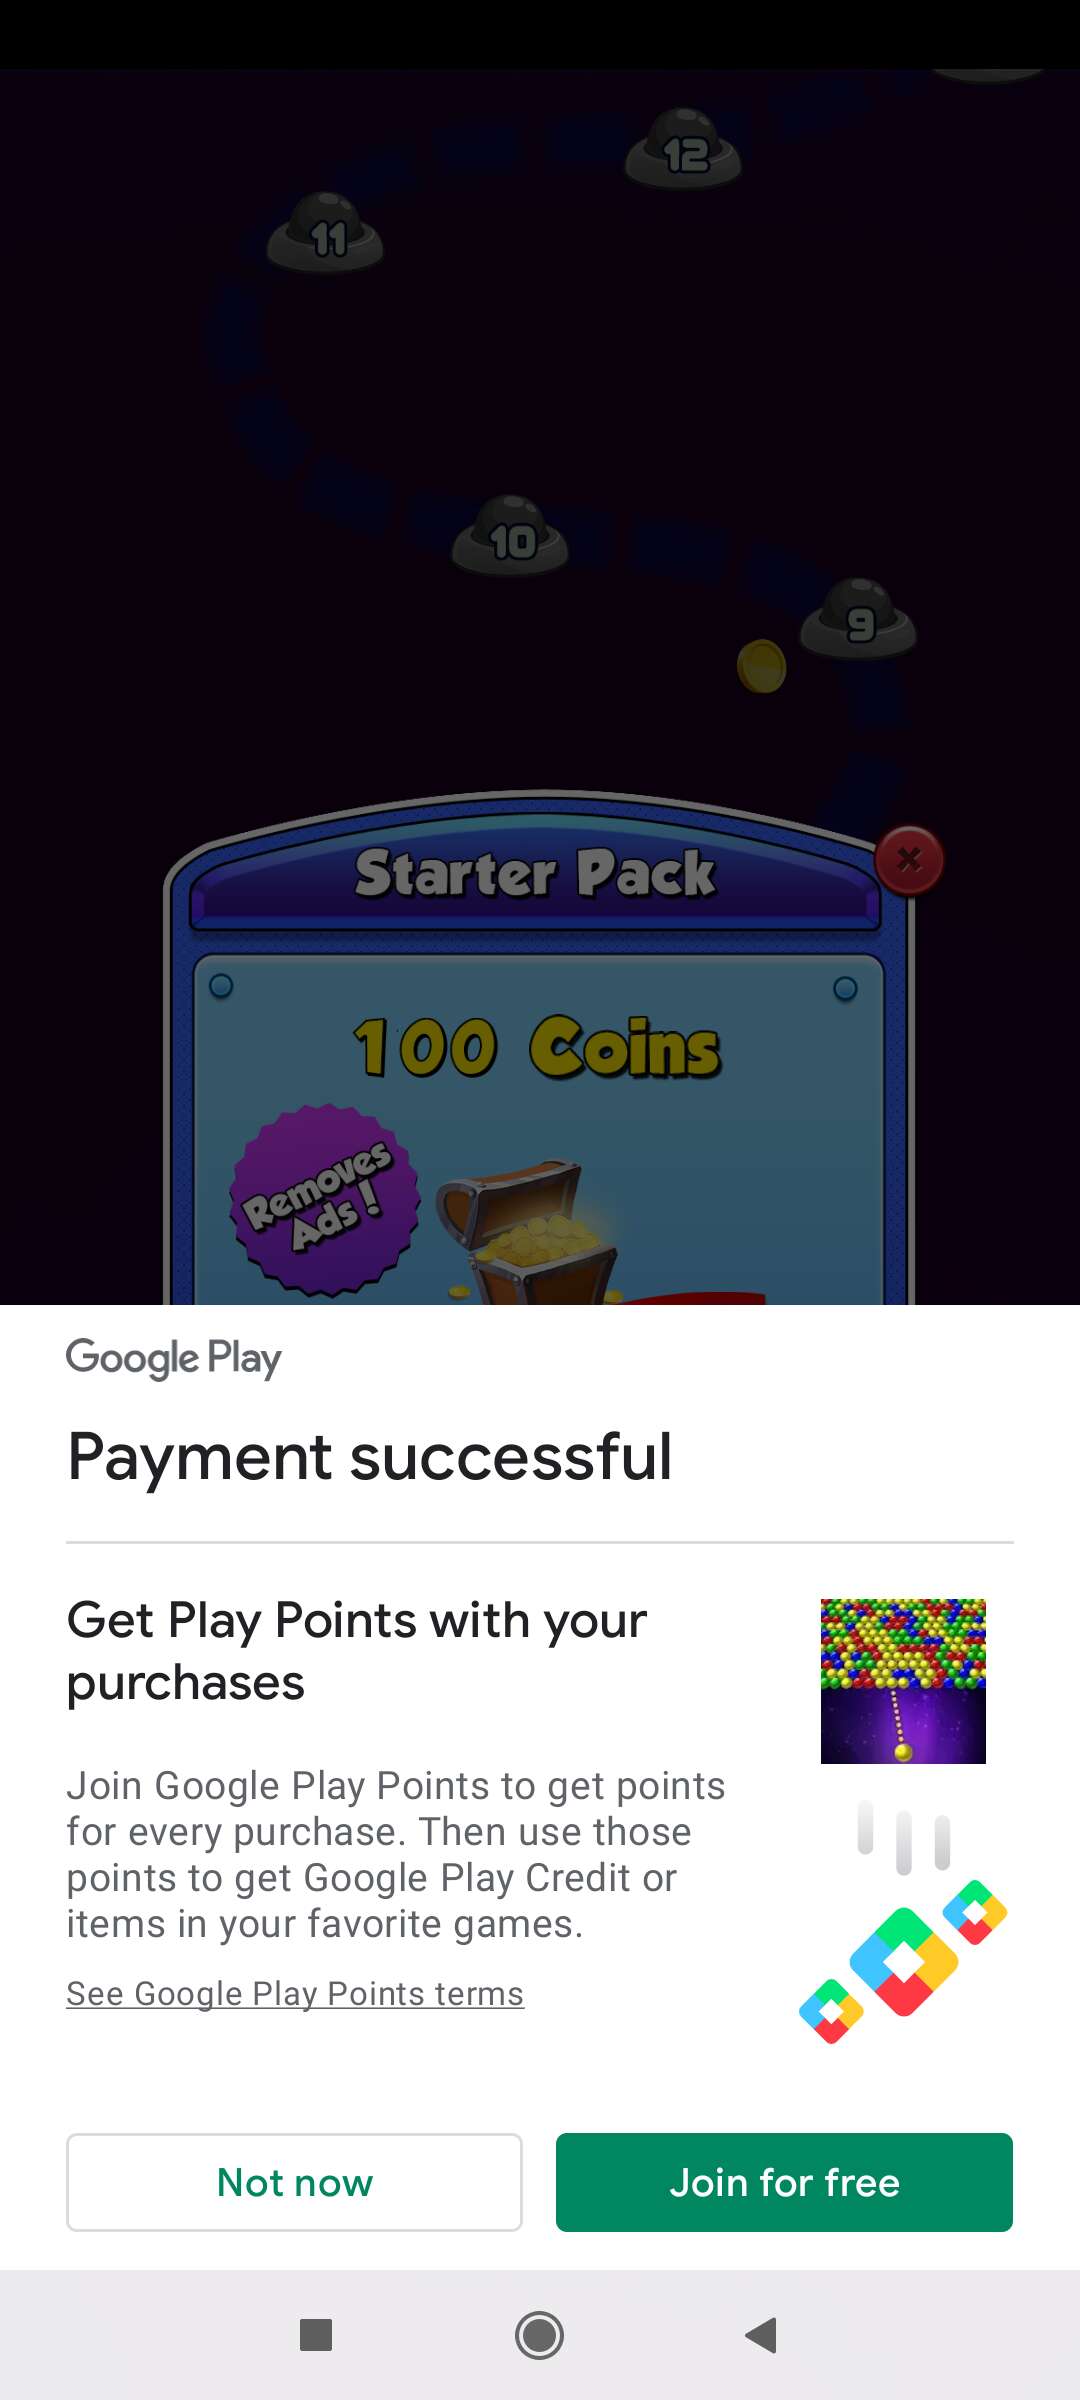 12
11
10
9
Starter Pack
100 Coins
Removes
Ads!
Google Play
Payment successful
Get Play Points with your
purchases
Join Google Play Points to get points
for every purchase. Then use those
points to get Google Play Credit or
items in your favorite games.
See Google Play Points terms
Not now
Join for free